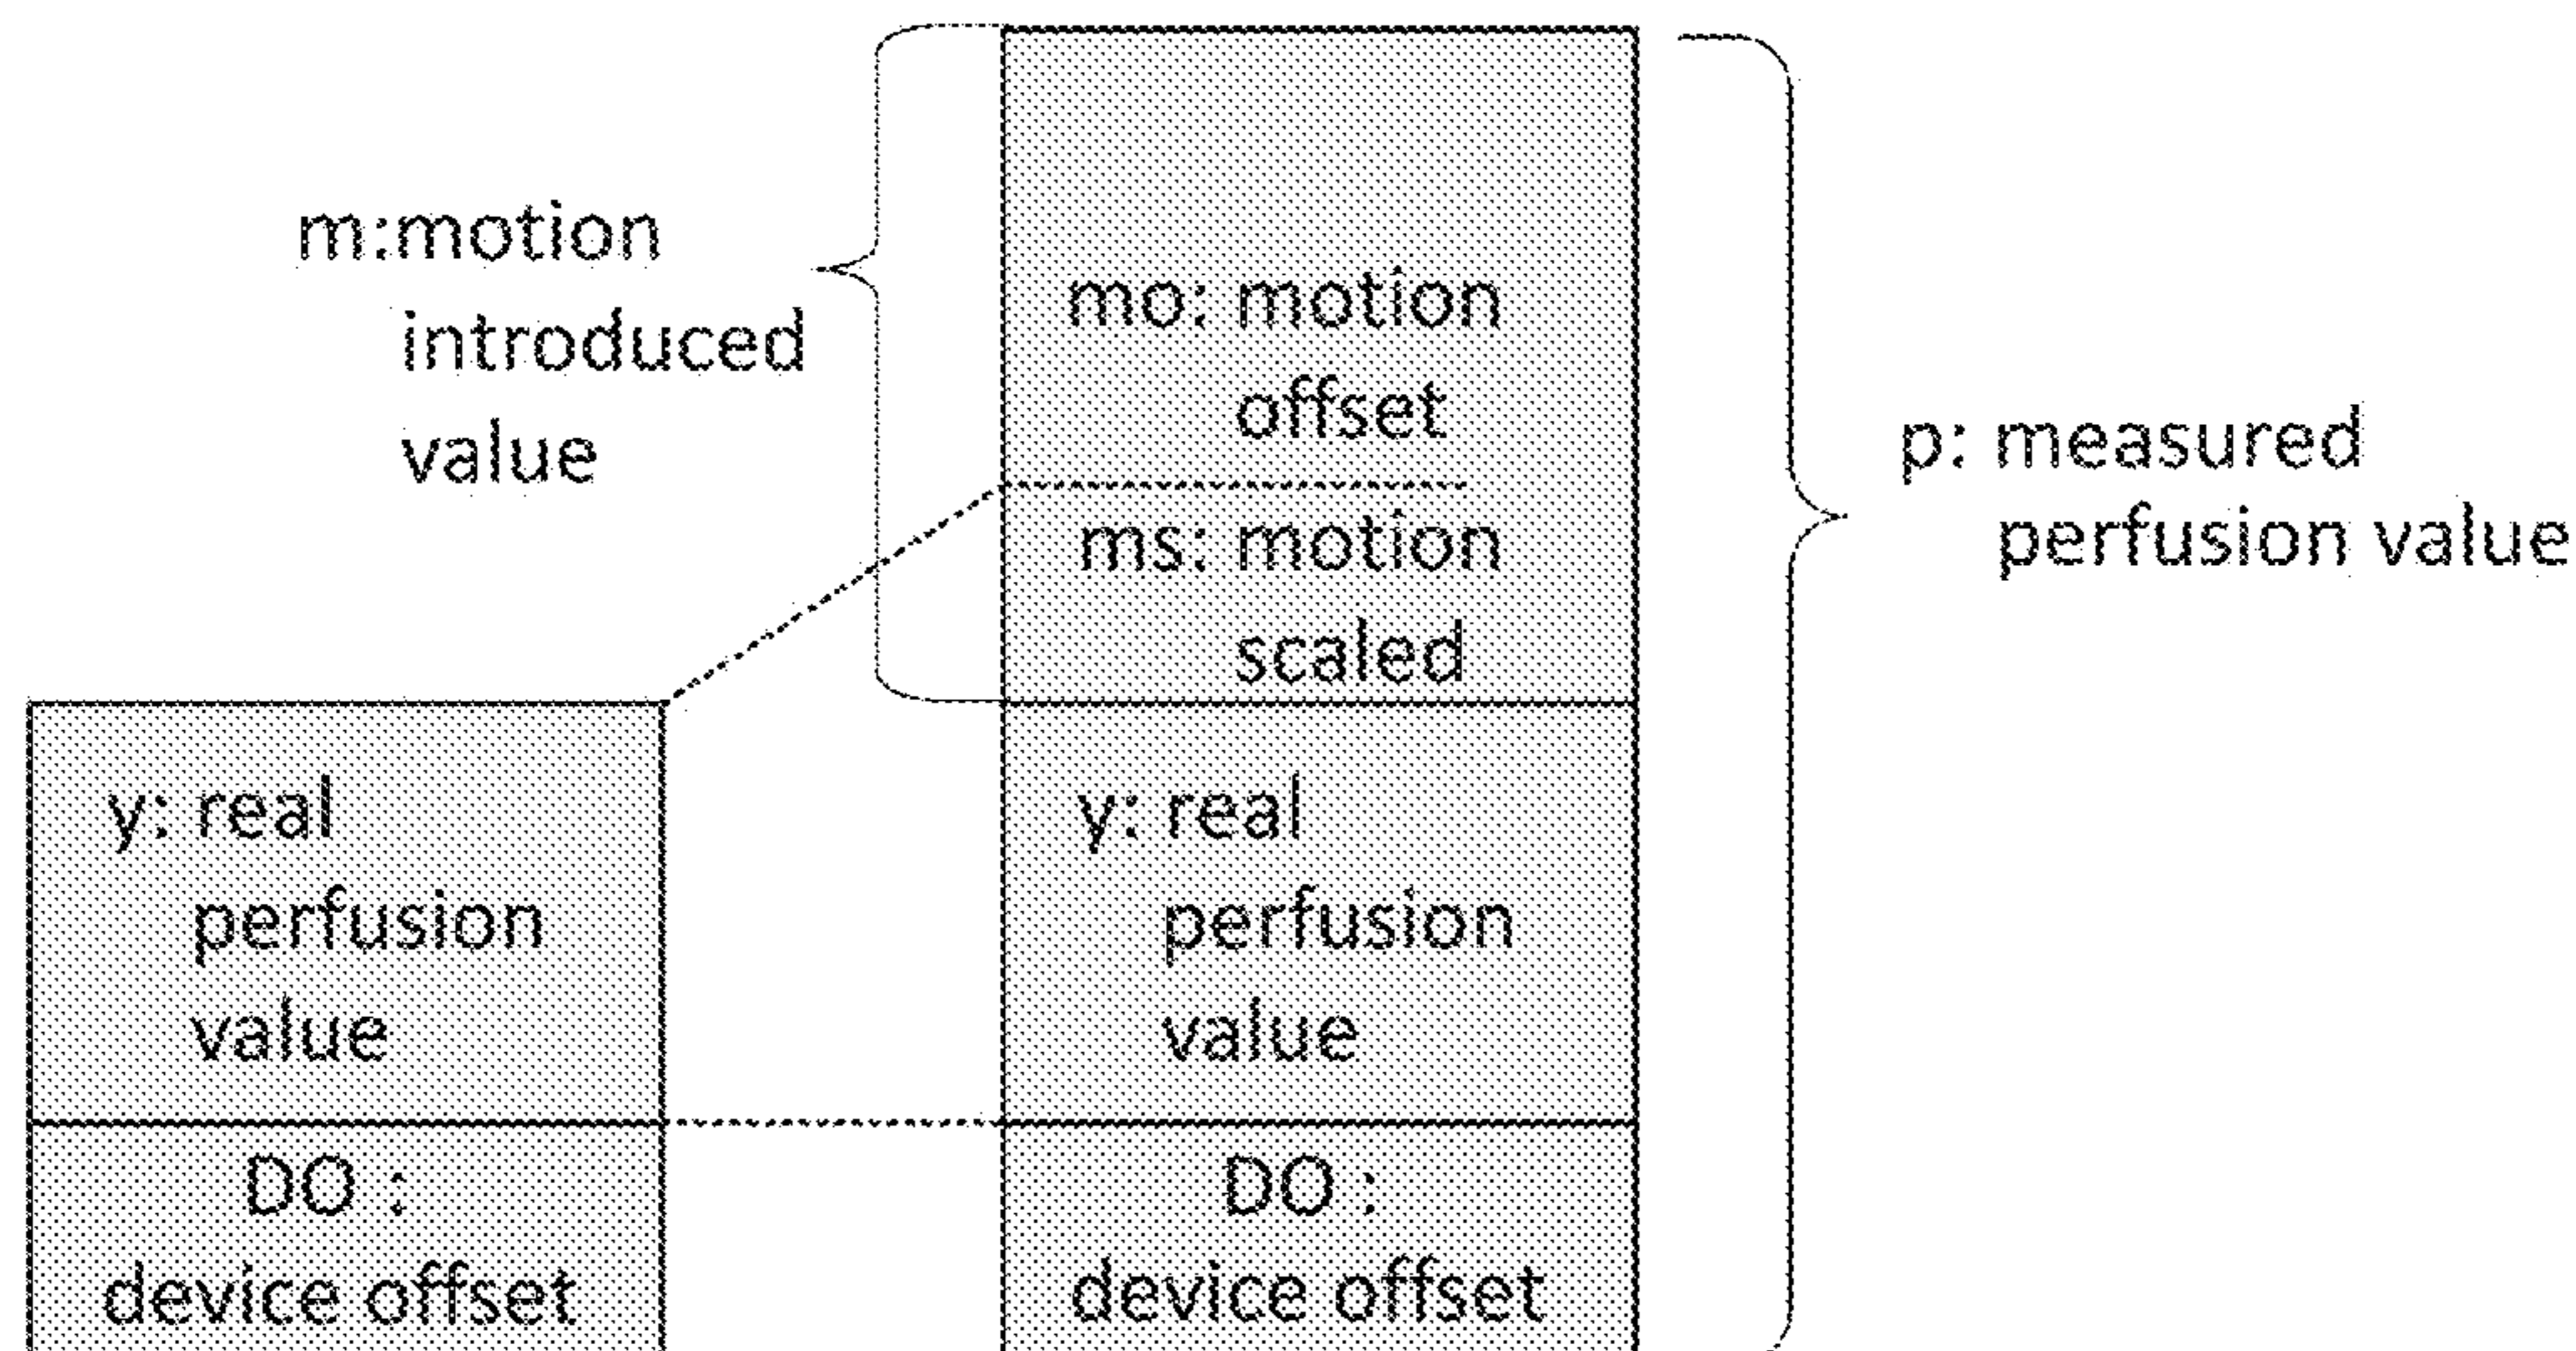 m:motion
introduced
value
mo: motion
offset
ms: motion
scaled
p: measured
perfusion value
y: real
perfusion
value
DO :
device offset
y: real
perfusion
value
DO :
device offset